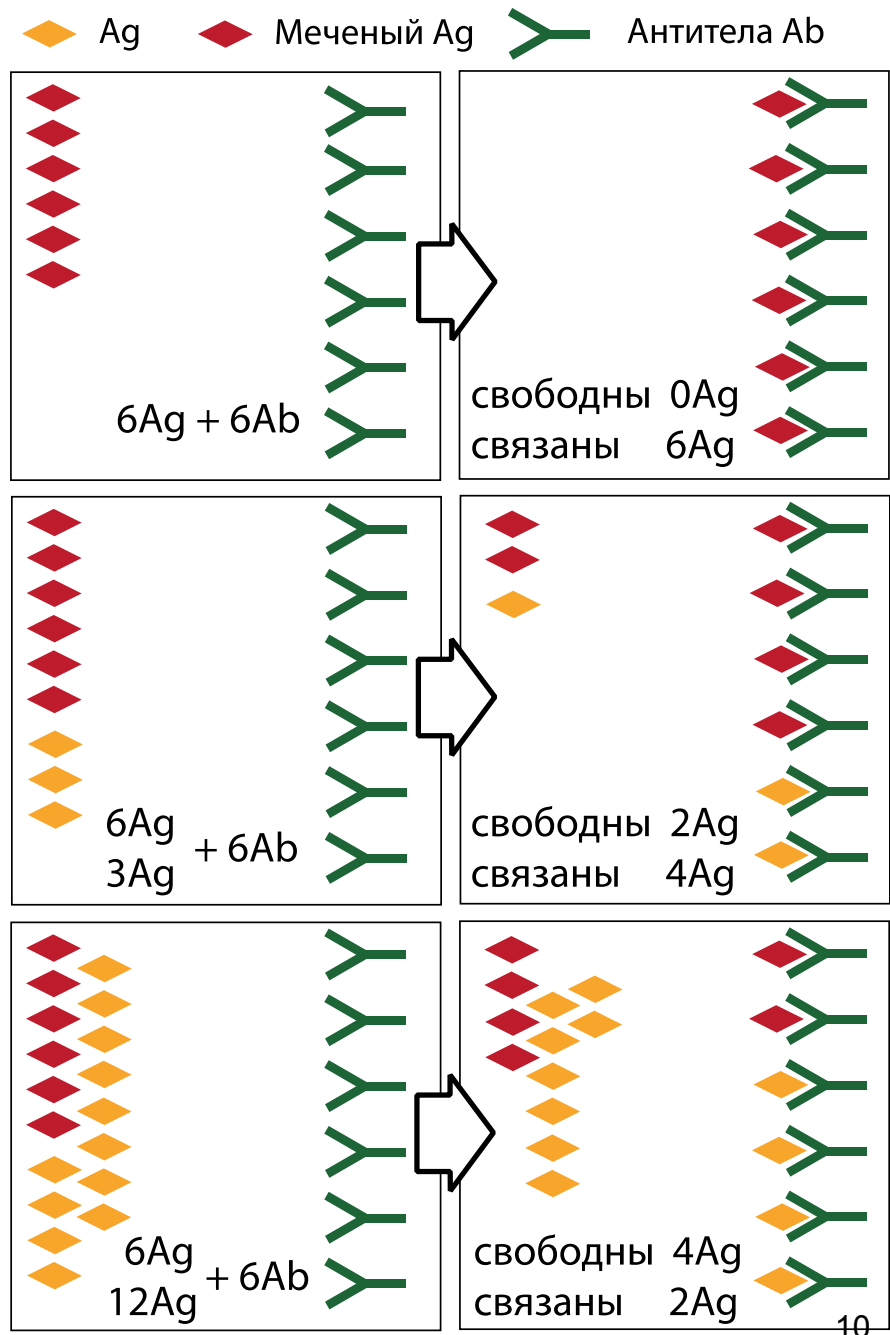 Ag Меченый Ag Антитела Ab
6Ag + 6Ab
свободны 0Ag
связаны 6Ag
6Ag
3Ag + 6Ab
свободны 2Ag
связаны 4Ag
6Ag
12Ag + 6Ab
свободны 4Ag
связаны 2Ag
10